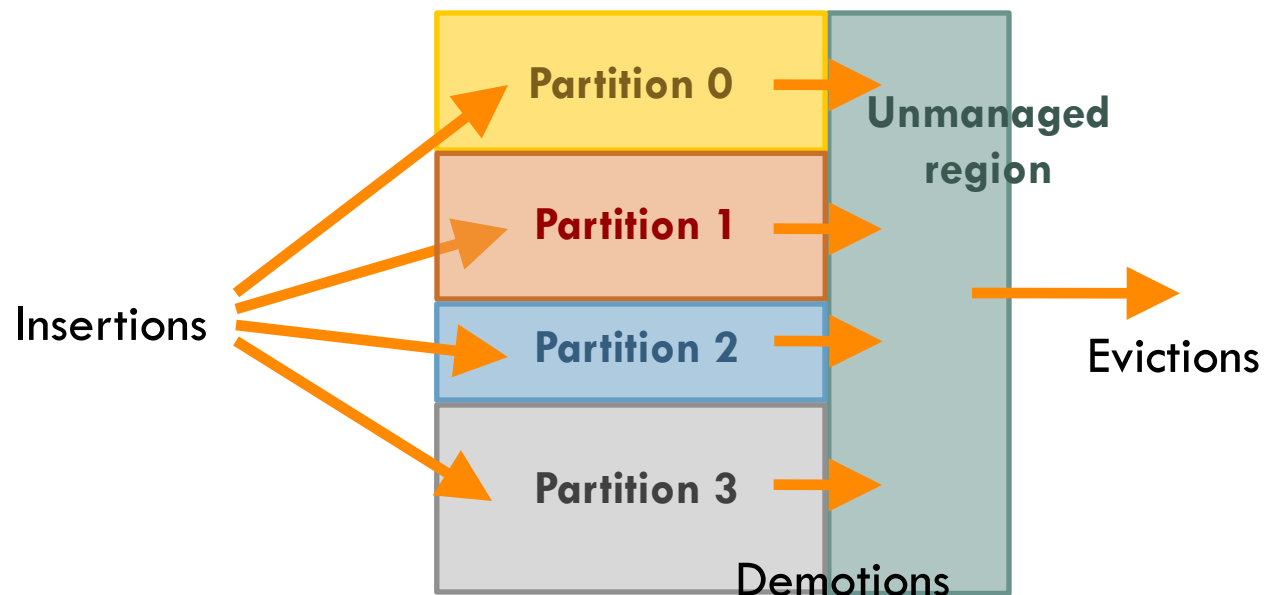 Partition 0
Unmanaged
region
Partition 1
Insertions
Partition 2
Evictions
Partition 3
Demotions